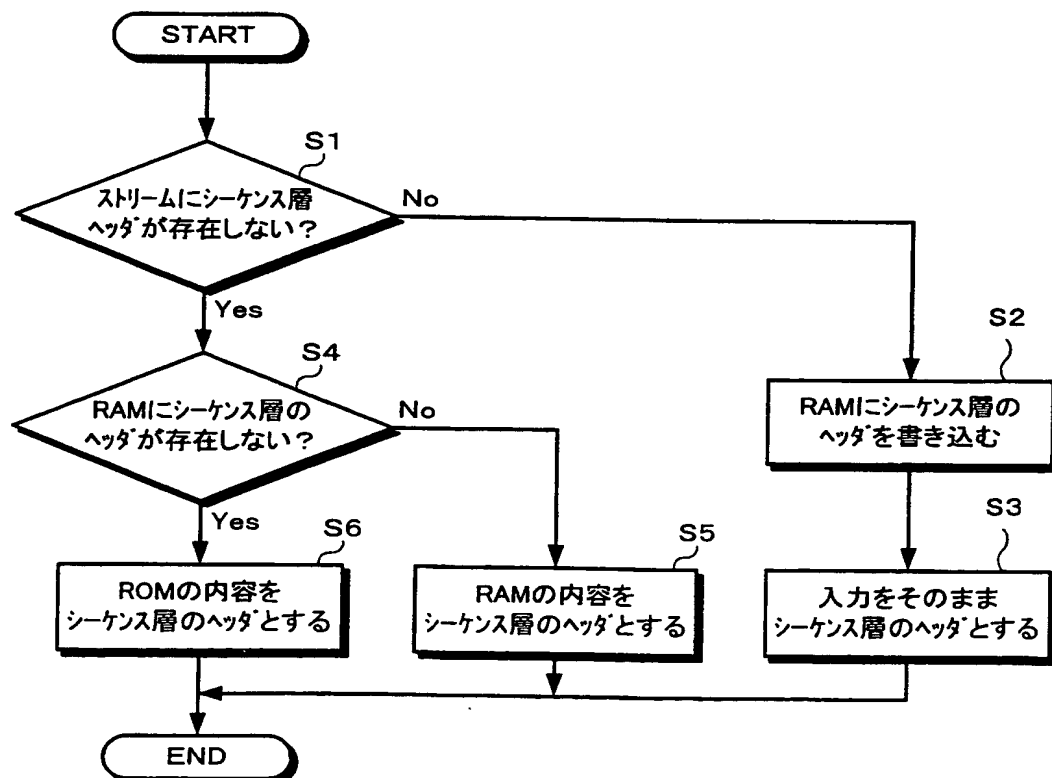 START
S1
ストリームにシーケンス層
ヘッダが存在しない?
No
Yes
S4
RAMにシーケンス層の
ヘッダが存在しない?
No
Yes
S2
RAMにシーケンス層の
ヘッダを書き込む
S6
ROMの内容を
シーケンス層のヘッダとする
S5
RAMの内容を
シーケンス層のヘッダとする
S3
入力をそのまま
シーケンス層のヘッダとする
END